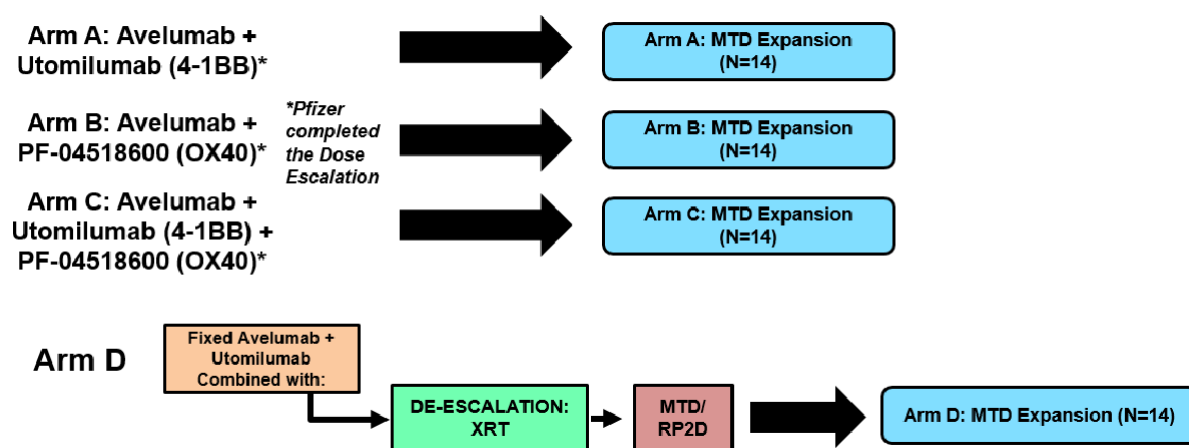 Arm A: Avelumab +
Utomilumab (4-1BB)*
Arm A: MTD Expansion
(N=14)
Arm B: Avelumab +
PF-04518600 (OX40)*
*Pfizer
completed
the Dose
Escalation
Arm B: MTD Expansion
(N=14)
Arm C: Avelumab +
Utomilumab (4-1BB) +
PF-04518600 (OX40)*
Arm C: MTD Expansion
(N=14)
Arm D
Fixed Avelumab +
Utomilumab
Combined with:
DE-ESCALATION:
XRT
MTD/
RP2D
Arm D: MTD Expansion (N=14)